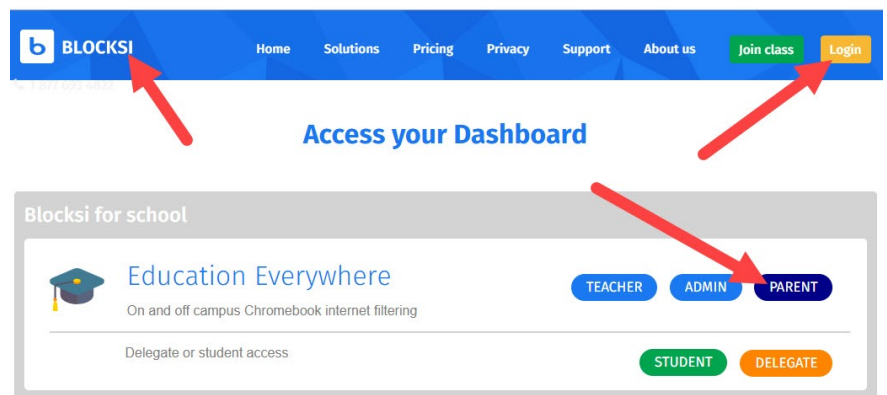 BLOCKSI Home Solutions Pricing Privacy Support About us Join class Login
Access your Dashboard
Blocksi for school
Education Everywhere TEACHER ADMIN PARENT
On and off campus Chromebook internet filtering
Delegate or student access STUDENT DELEGATE